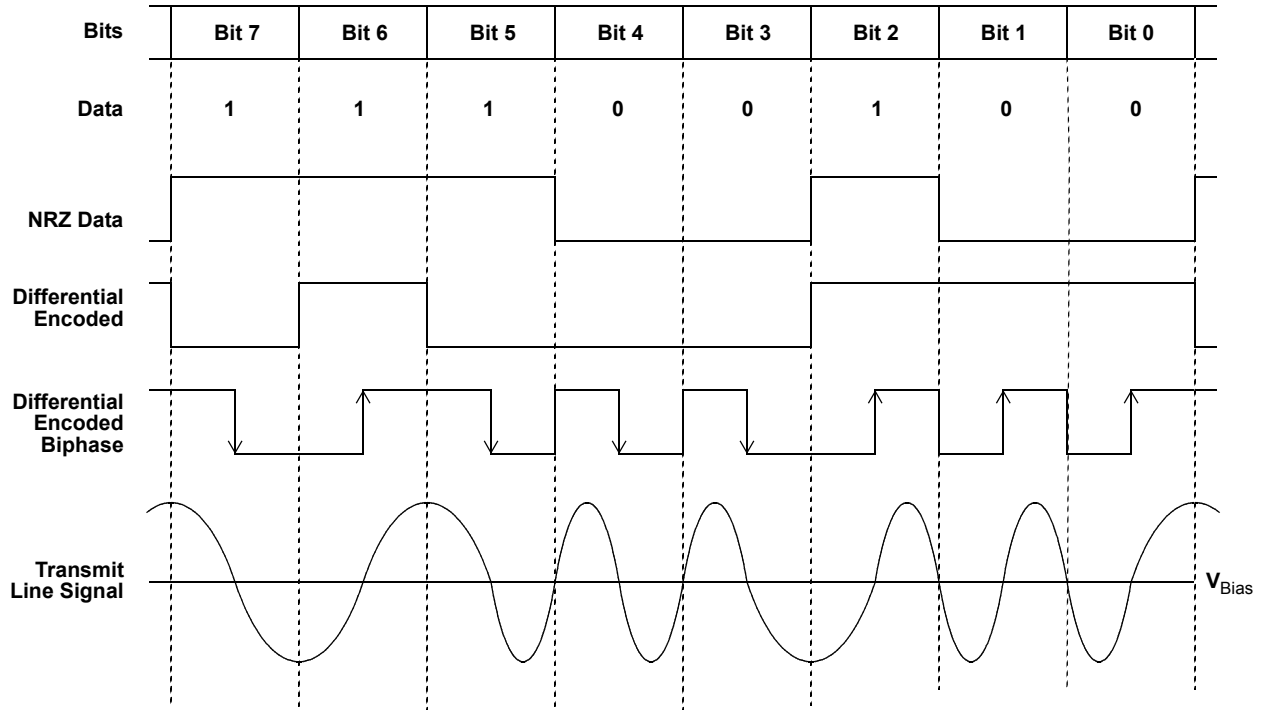 Bits Bit 7 Bit 6 Bit 5 Bit 4 Bit 3 Bit 2 Bit 1 Bit 0
Data 1 1 1 0 0 1 0 0
NRZ Data
Differential
Encoded
Differential
Encoded
Biphase
Transmit
Line Signal
VBias